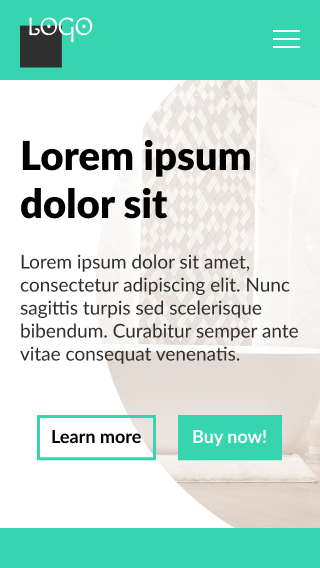 LOGO
Lorem ipsum
dolor sit
Lorem ipsum dolor sit amet,
consectetur adipiscing elit. Nunc
sagittis turpis sed scelerisque
bibendum. Curabitur semper ante
vitae consequat venenatis.
Learn more
Buy now!